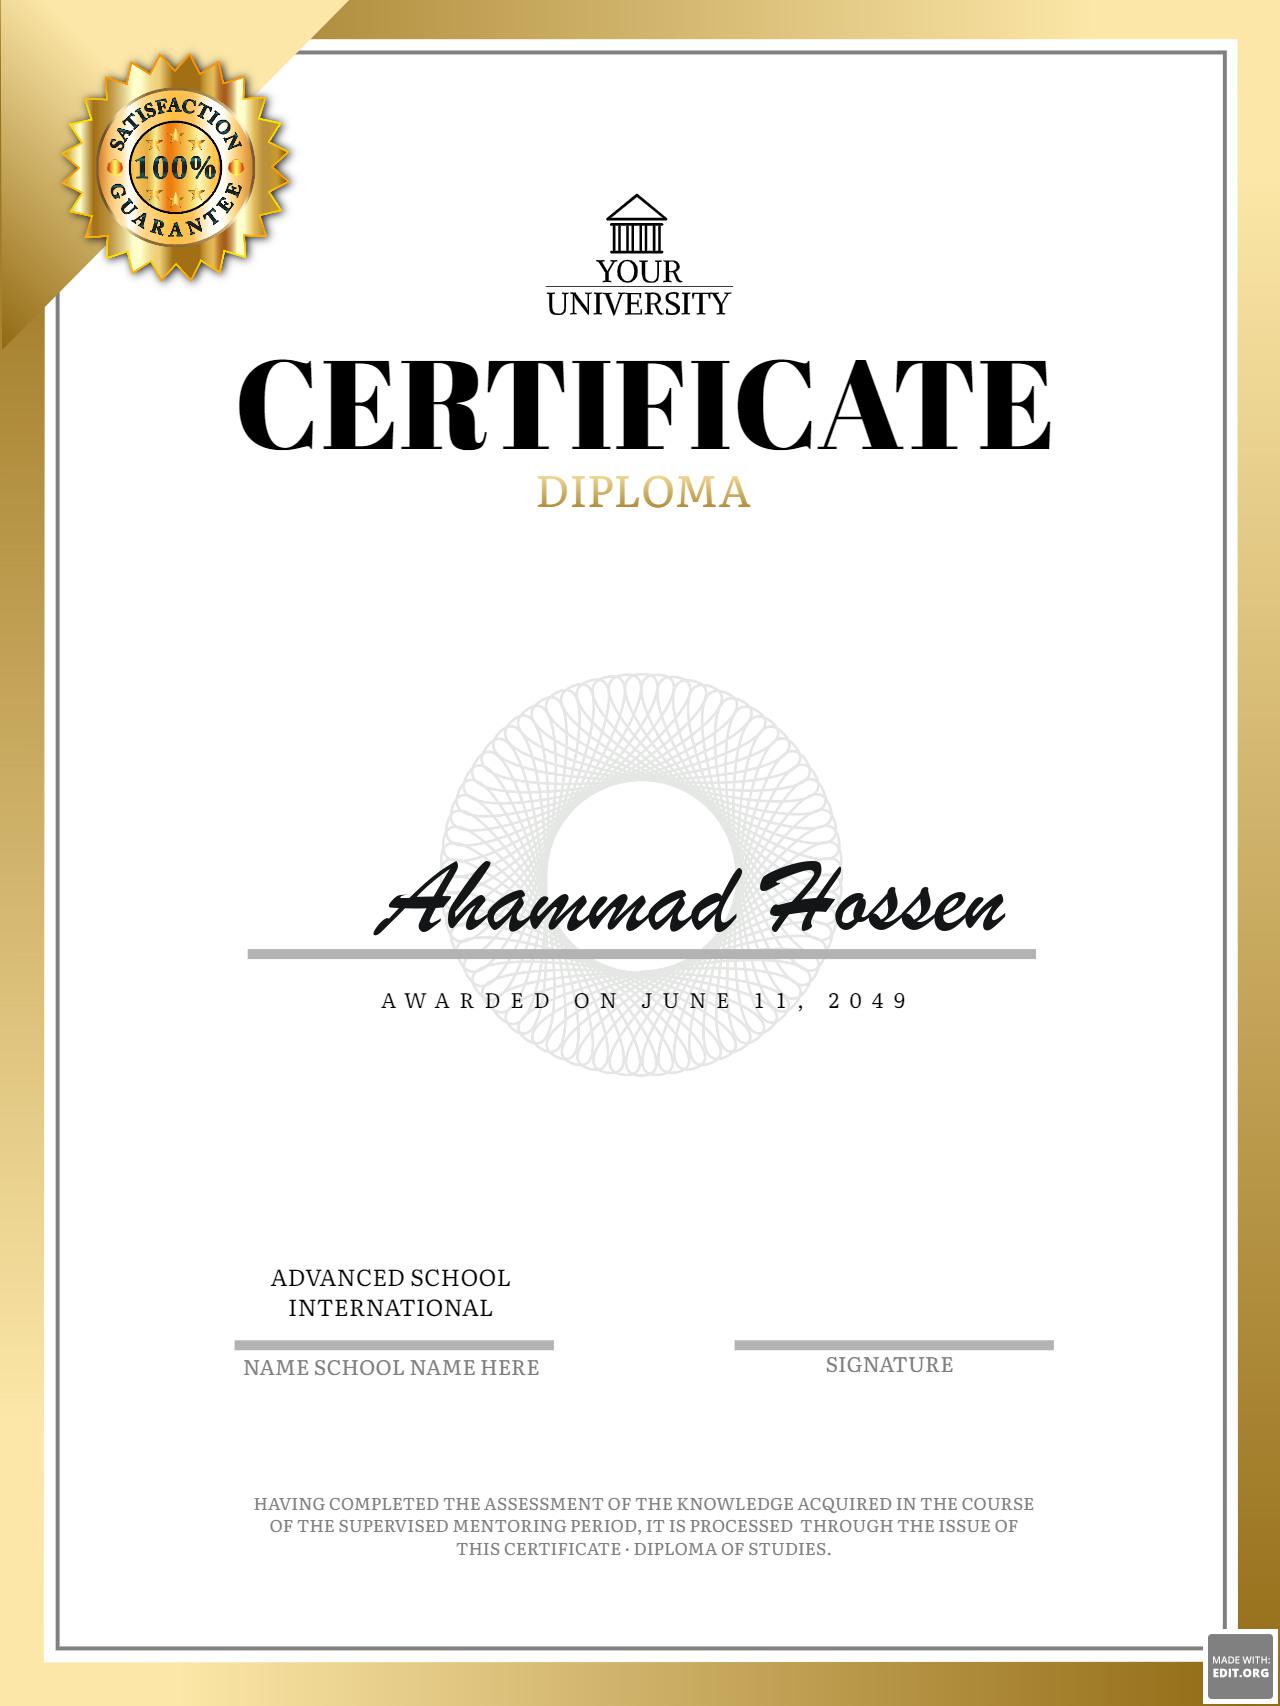 SATISFACTION
100%
GUARANTEE
YOUR
UNIVERSITY
CERTIFICATE
DIPLOMA
Ahammad Hossen
AWARDED ON JUNE 11, 2049
ADVANCED SCHOOL
INTERNATIONAL
NAME SCHOOL NAME HERE
SIGNATURE
HAVING COMPLETED THE ASSESSMENT OF THE KNOWLEDGE ACQUIRED IN THE COURSE
OF THE SUPERVISED MENTORING PERIOD, IT IS PROCESSED THROUGH THE ISSUE OF
THIS CERTIFICATE · DIPLOMA OF STUDIES.
MADE WITH:
EDIT.ORG